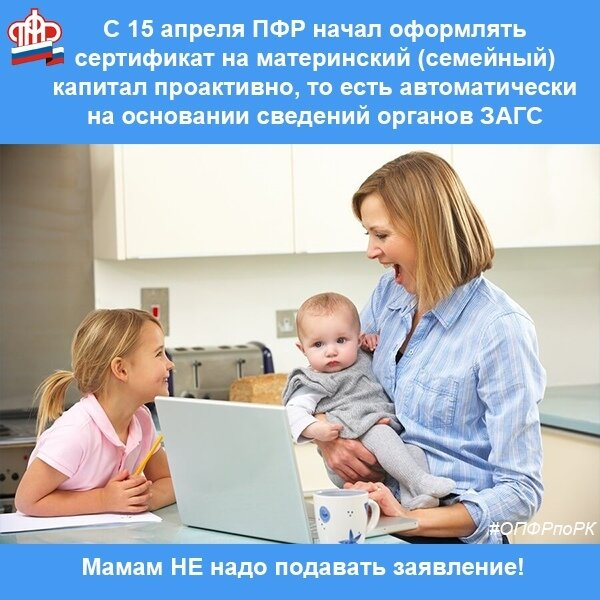 С 15 апреля ПФР начал оформлять
сертификат на материнский (семейный)
капитал проактивно, то есть автоматически
на основании сведений органов ЗАГС
#ОПФРпоРК
Мамам НЕ надо подавать заявление!